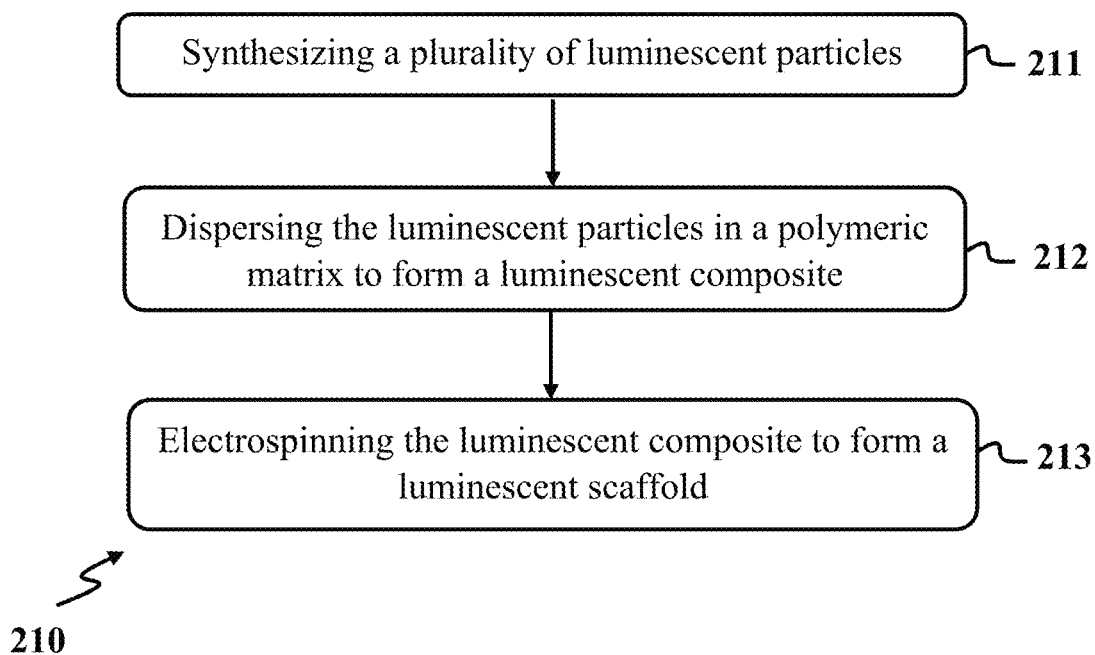 Synthesizing a plurality of luminescent particles
211
Dispersing the luminescent particles in a polymeric
matrix to form a luminescent composite
212
Electrospinning the luminescent composite to form a
luminescent scaffold
213
210